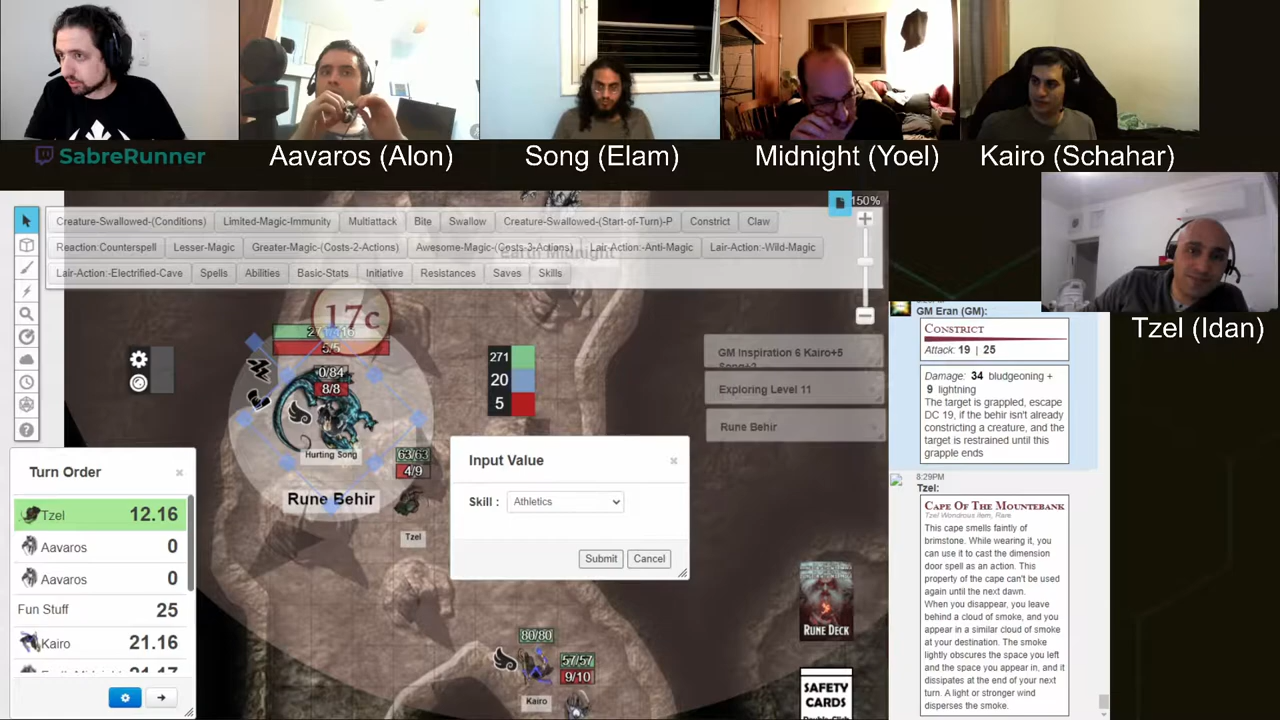 SabreRunner
Aavaros (Alon)
Song (Elam)
Midnight (Yoel)
Kairo (Schahar)
Tzel (Idan)
150%
Creature-Swallowed-(Conditions)
Limited-Magic-Immunity
Multiattack
Bite
Swallow
Creature-Swallowed-(Start-of-Turn)-P
Constrict
Claw
Reaction:Counterspell
Lesser-Magic
Greater-Magic-(Costs-2-Actions)
Awesome-Magic-(Costs-3-Actions)
Lair-Action:-Anti-Magic
Lair-Action:-Wild-Magic
Earth Midnight
Lair-Action:-Electrified-Cave
Spells
Abilities
Basic-Stats
Initiative
Resistances
Saves
Skills
17c
5/5
0/84
8/8
Hurting Song
Rune Behir
63/63
4/9
Tzel
271
20
5
GM Inspiration 6 Kairo+5
Exploring Level 11
Rune Behir
Input Value
×
Skill :
Athletics
Submit
Cancel
Turn Order
×
Tzel 12.16
Aavaros 0
Aavaros 0
Fun Stuff 25
Kairo 21.16
80/80
57/57
9/10
Kairo
RUNE DECK
SAFETY
CARDS
GM Eran (GM):
CONSTRICT
Attack: 19 | 25
Damage: 34 bludgeoning +
9 lightning
The target is grappled, escape
DC 19, if the behir isn't already
constricting a creature, and the
target is restrained until this
grapple ends
8:29PM
Tzel:
CAPE OF THE MOUNTEBANK
Tzel Wondrous Item, Rare
This cape smells faintly of
brimstone. While wearing it, you
can use it to cast the dimension
door spell as an action. This
property of the cape can't be used
again until the next dawn.
When you disappear, you leave
behind a cloud of smoke, and you
appear in a similar cloud of smoke
at your destination. The smoke
lightly obscures the space you left
and the space you appear in, and it
dissipates at the end of your next
turn. A light or stronger wind
disperses the smoke.